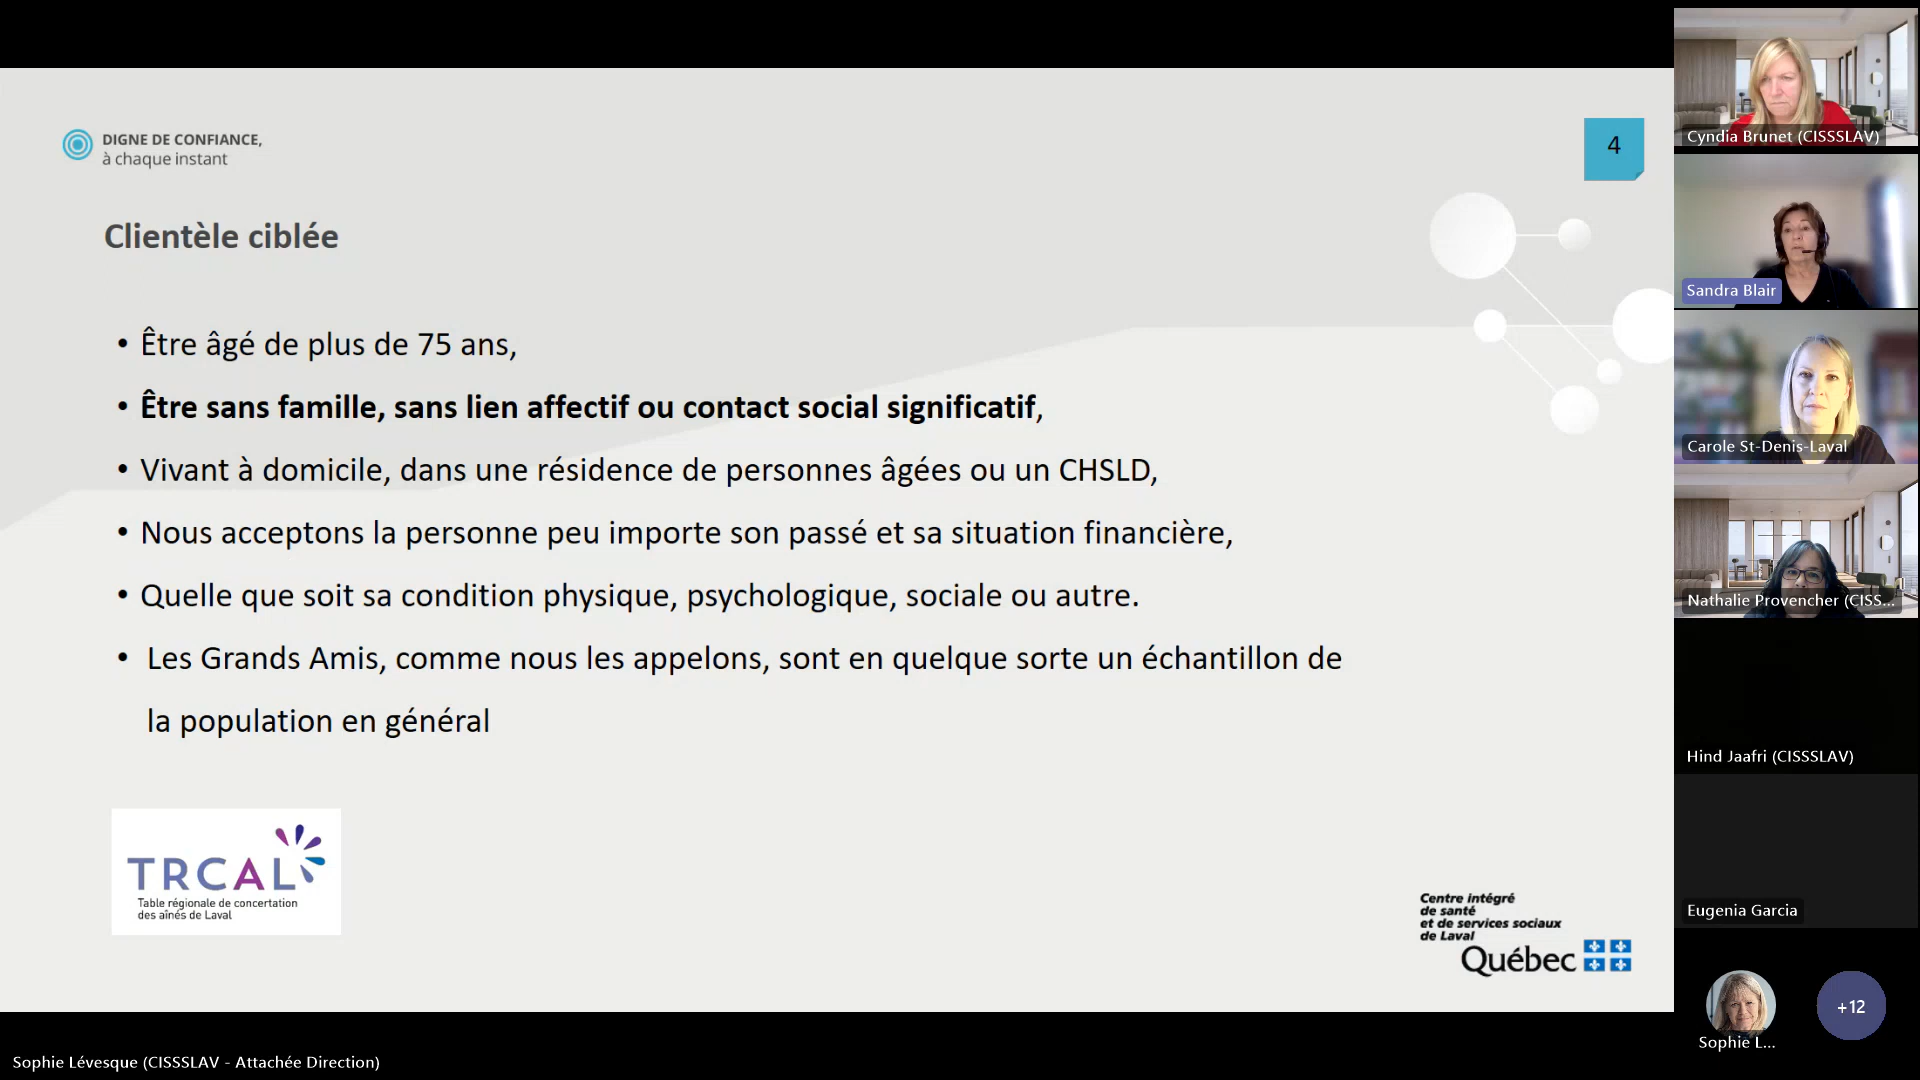 DIGNE DE CONFIANCE,
à chaque instant
4
Clientèle ciblée
• Être âgé de plus de 75 ans,
• Être sans famille, sans lien affectif ou contact social significatif,
• Vivant à domicile, dans une résidence de personnes âgées ou un CHSLD,
• Nous acceptons la personne peu importe son passé et sa situation financière,
• Quelle que soit sa condition physique, psychologique, sociale ou autre.
• Les Grands Amis, comme nous les appelons, sont en quelque sorte un échantillon de
la population en général
TRCAL
Table régionale de concertation
des aînés de Laval
Centre intégré
de santé
et de services sociaux
de Laval
Québec
Cyndia Brunet (CISSSLAV)
Sandra Blair
Carole St-Denis-Laval
Nathalie Provencher (CISS...
Hind Jaafri (CISSSLAV)
Eugenia Garcia
Sophie L...
+12
Sophie Lévesque (CISSSLAV - Attachée Direction)